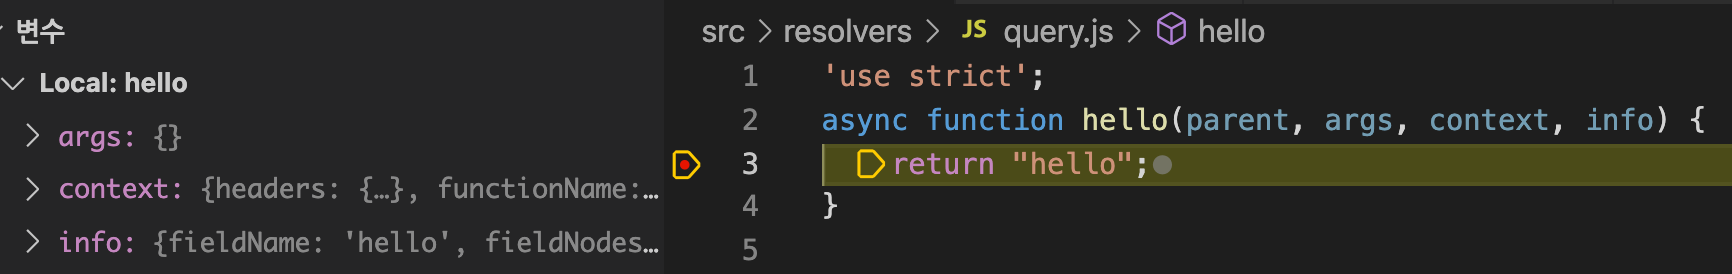 변수
Local: hello
args: {}
context: {headers: {…}, functionName:…
info: {fieldName: 'hello', fieldNodes…
src > resolvers > JS query.js > hello
1 'use strict';
2 async function hello(parent, args, context, info) {
3 return "hello";
4 }
5